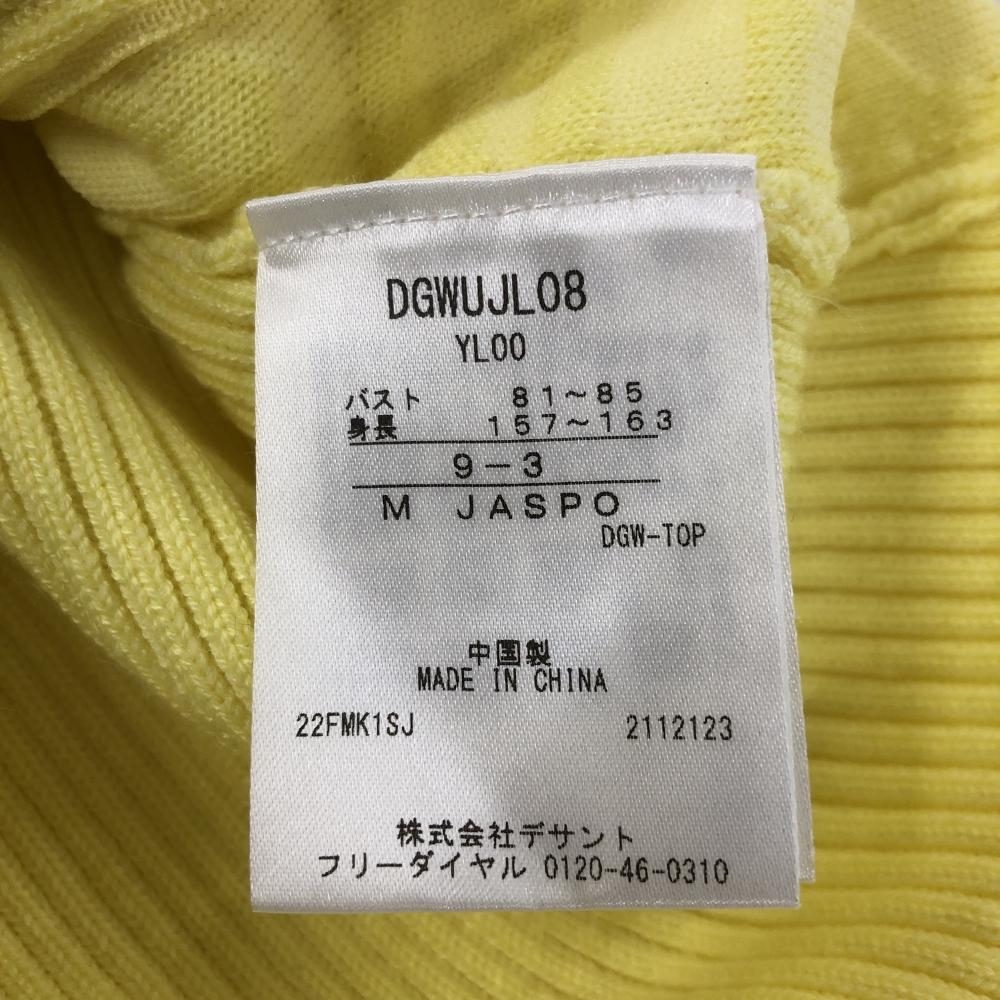 DGWUJL08
YL00
バスト 81～85
身長 157～163
9－3
M JASPO
DGW-TOP
中国製
MADE IN CHINA
22FMK1SJ 2112123
株式会社デサント
フリーダイヤル 0120-46-0310